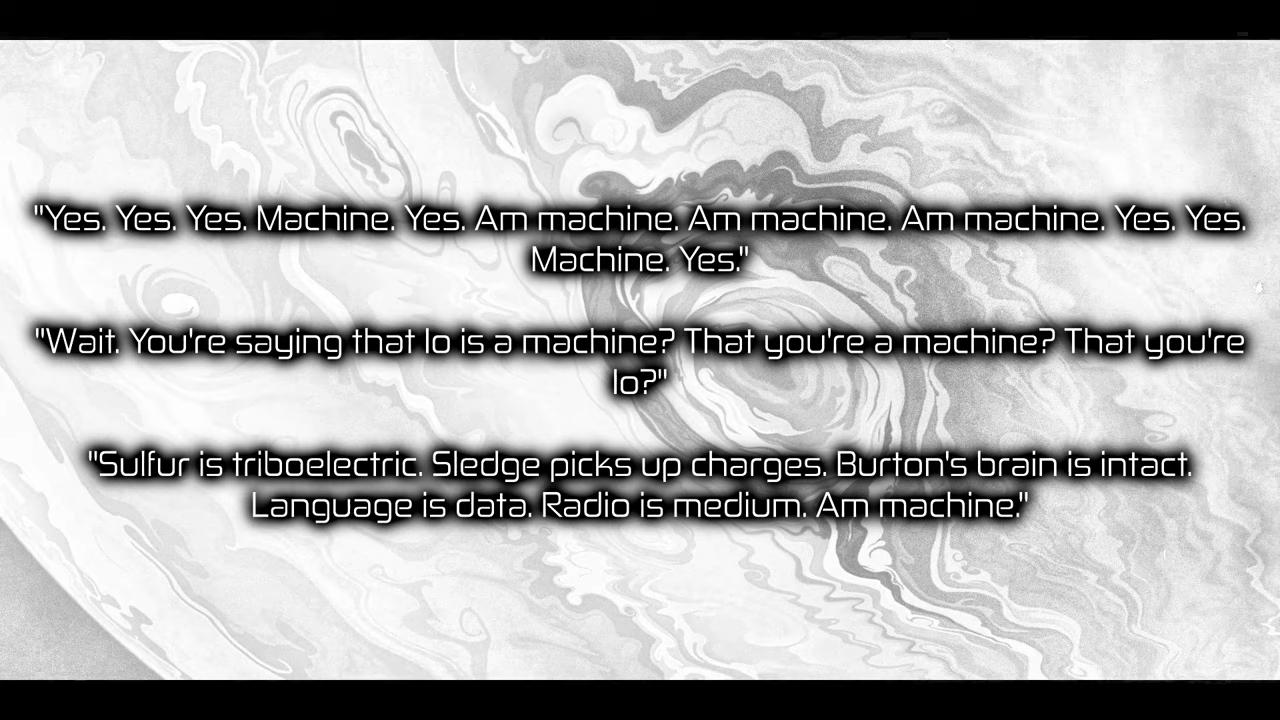 "Yes. Yes. Yes. Machine. Yes. Am machine. Am machine. Am machine. Yes. Yes.
Machine. Yes."
"Wait. You're saying that Io is a machine? That you're a machine? That you're
Io?"
"Sulfur is triboelectric. Sledge picks up charges. Burton's brain is intact.
Language is data. Radio is medium. Am machine."